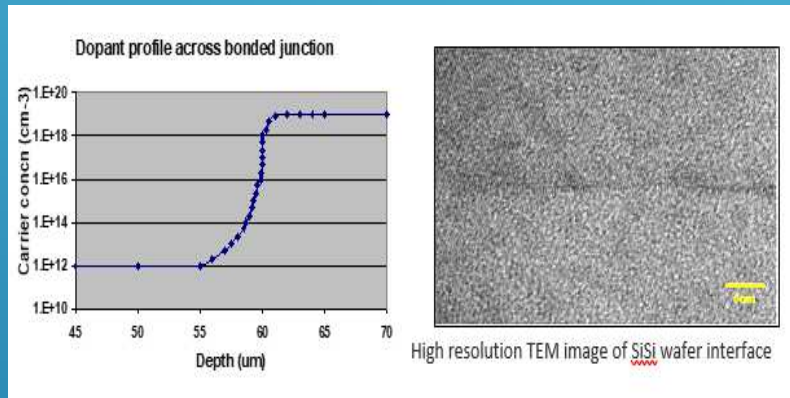 Dopant profile across bonded junction
Carrier concn (cm-3)
1.E+20
1.E+18
1.E+16
1.E+14
1.E+12
1.E+10
45 50 55 60 65 70
Depth (um)
High resolution TEM image of SiSi wafer interface